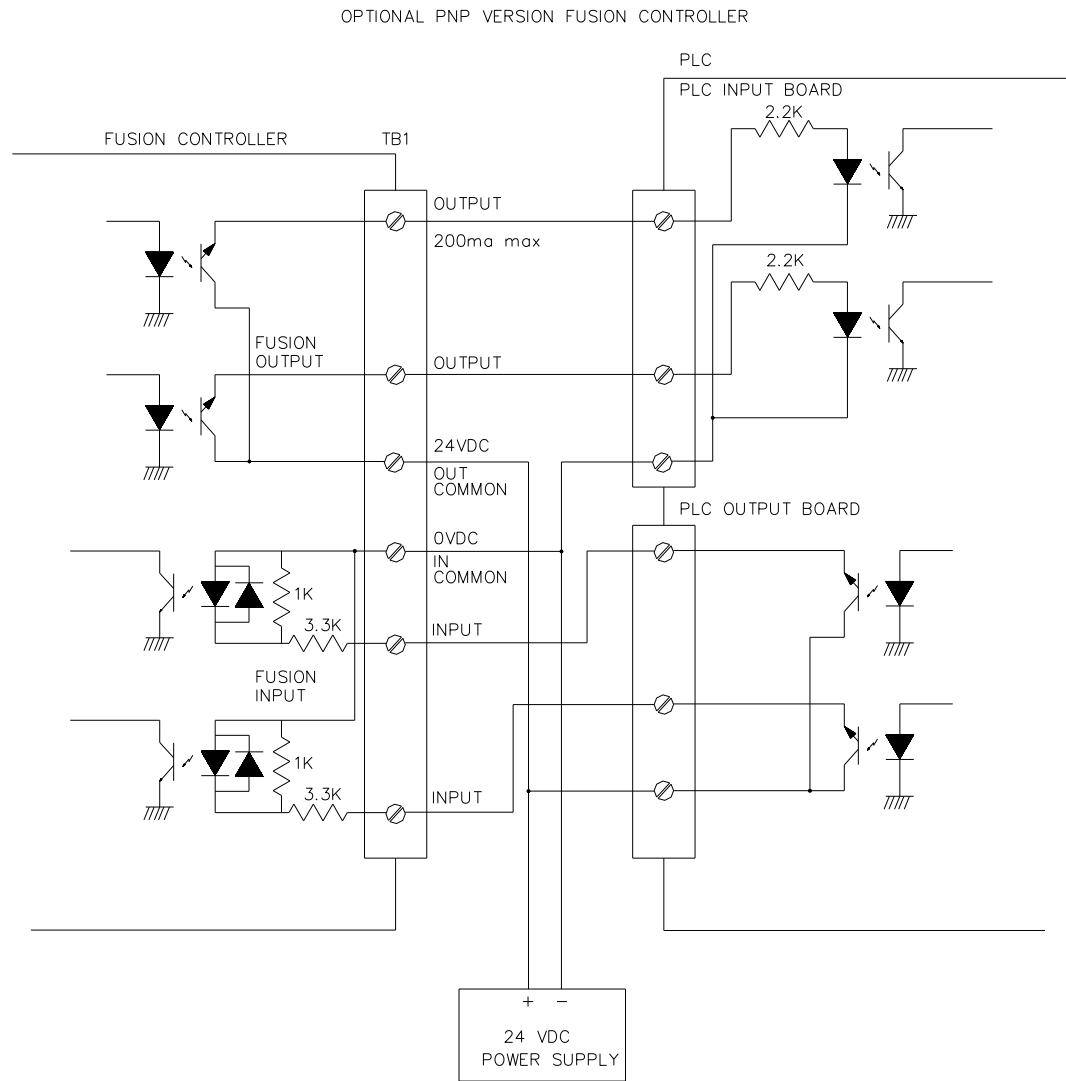 OPTIONAL PNP VERSION FUSION CONTROLLER
PLC
PLC INPUT BOARD
2.2K
FUSION CONTROLLER
TB1
OUTPUT
200ma max
2.2K
FUSION
OUTPUT
OUTPUT
24VDC
OUT
COMMON
PLC OUTPUT BOARD
0VDC
IN
COMMON
1K
3.3K
INPUT
FUSION
INPUT
1K
3.3K
INPUT
+ −
24 VDC
POWER SUPPLY